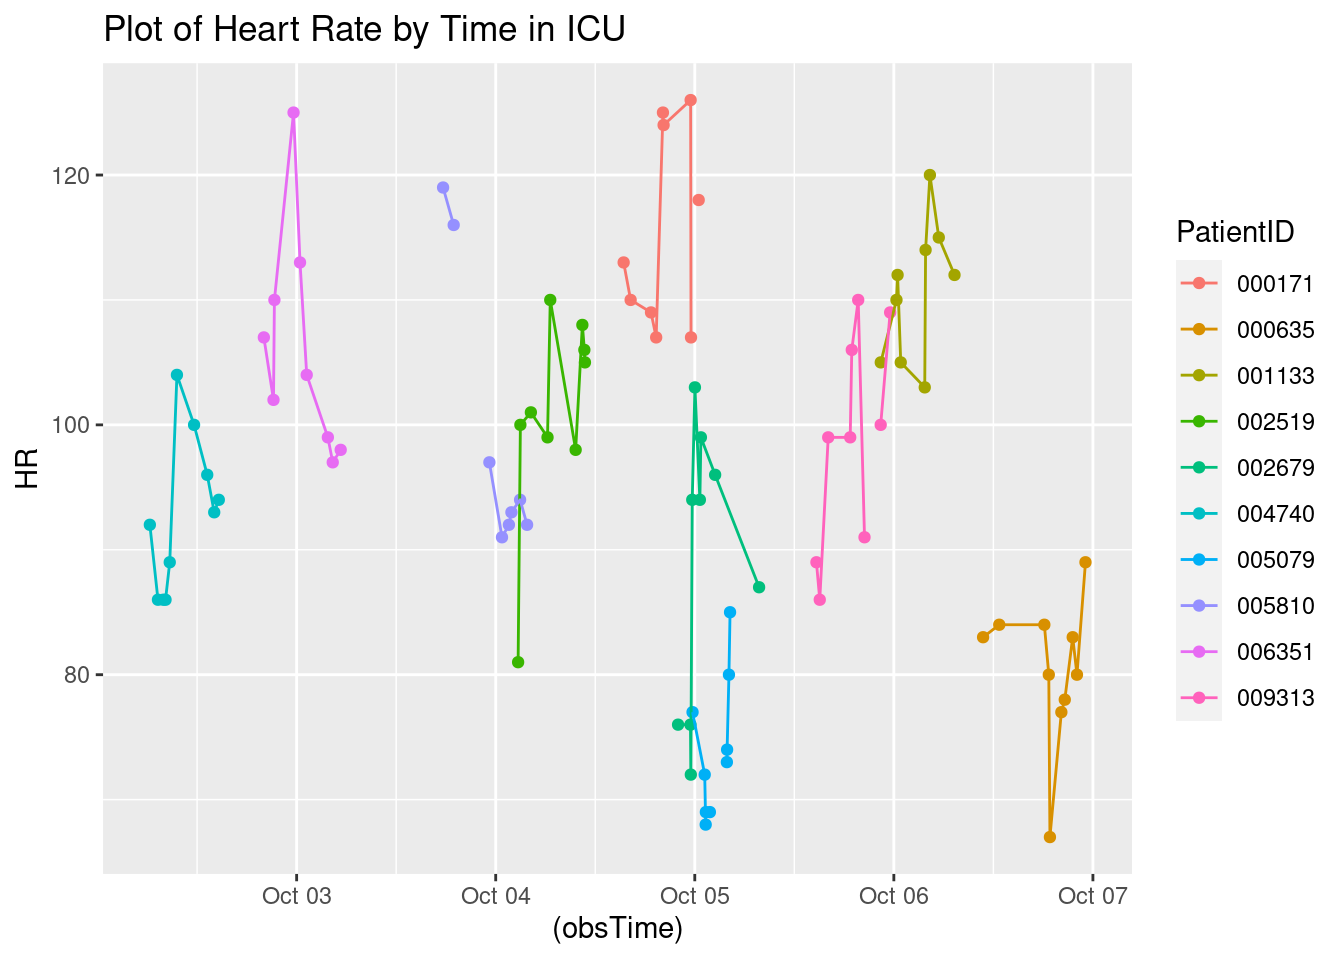 Plot of Heart Rate by Time in ICU
HR
120
100
80
Oct 03
Oct 04
Oct 05
Oct 06
Oct 07
(obsTime)
PatientID
000171
000635
001133
002519
002679
004740
005079
005810
006351
009313